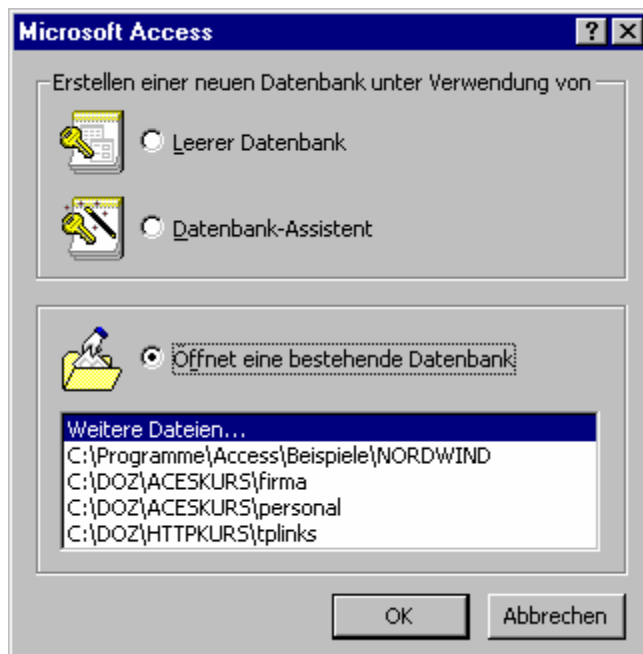 Microsoft Access
Erstellen einer neuen Datenbank unter Verwendung von
Leerer Datenbank
Datenbank-Assistent
Öffnet eine bestehende Datenbank
Weitere Dateien...
C:\Programme\Access\Beispiele\NORDWIND
C:\DOZ\ACESKURS\firma
C:\DOZ\ACESKURS\personal
C:\DOZ\HTTPKURS\tplinks
OK Abbrechen